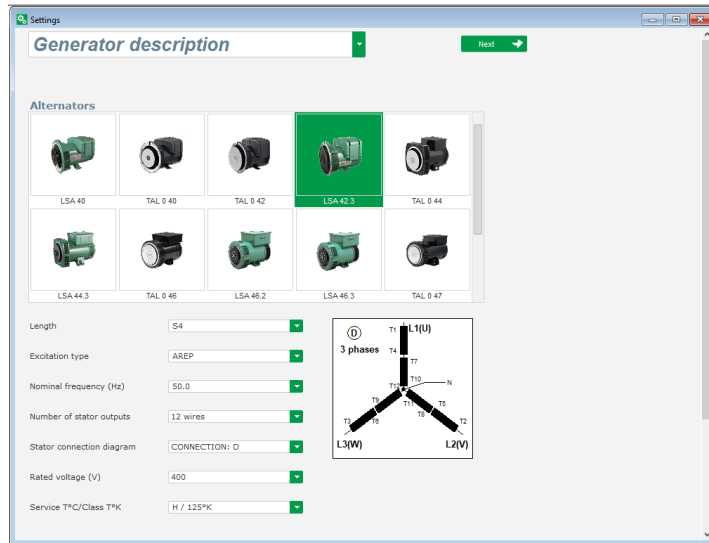 Settings
Generator description
Next
Alternators
LSA 40 TAL 0 40 TAL 0 42 LSA 42.3 TAL 0 44
LSA 44.3 TAL 0 46 LSA 46.2 LSA 46.3 TAL 0 47
Length S4
Excitation type AREP
Nominal frequency (Hz) 50.0
Number of stator outputs 12 wires
Stator connection diagram CONNECTION: D
Rated voltage (V) 400
Service T°C/Class T°K H / 125°K
D T1 L1(U)
3 phases T4
T7
T12 T10 N
T9 T11 T5
T3 T6 T8 T2
L3(W) L2(V)